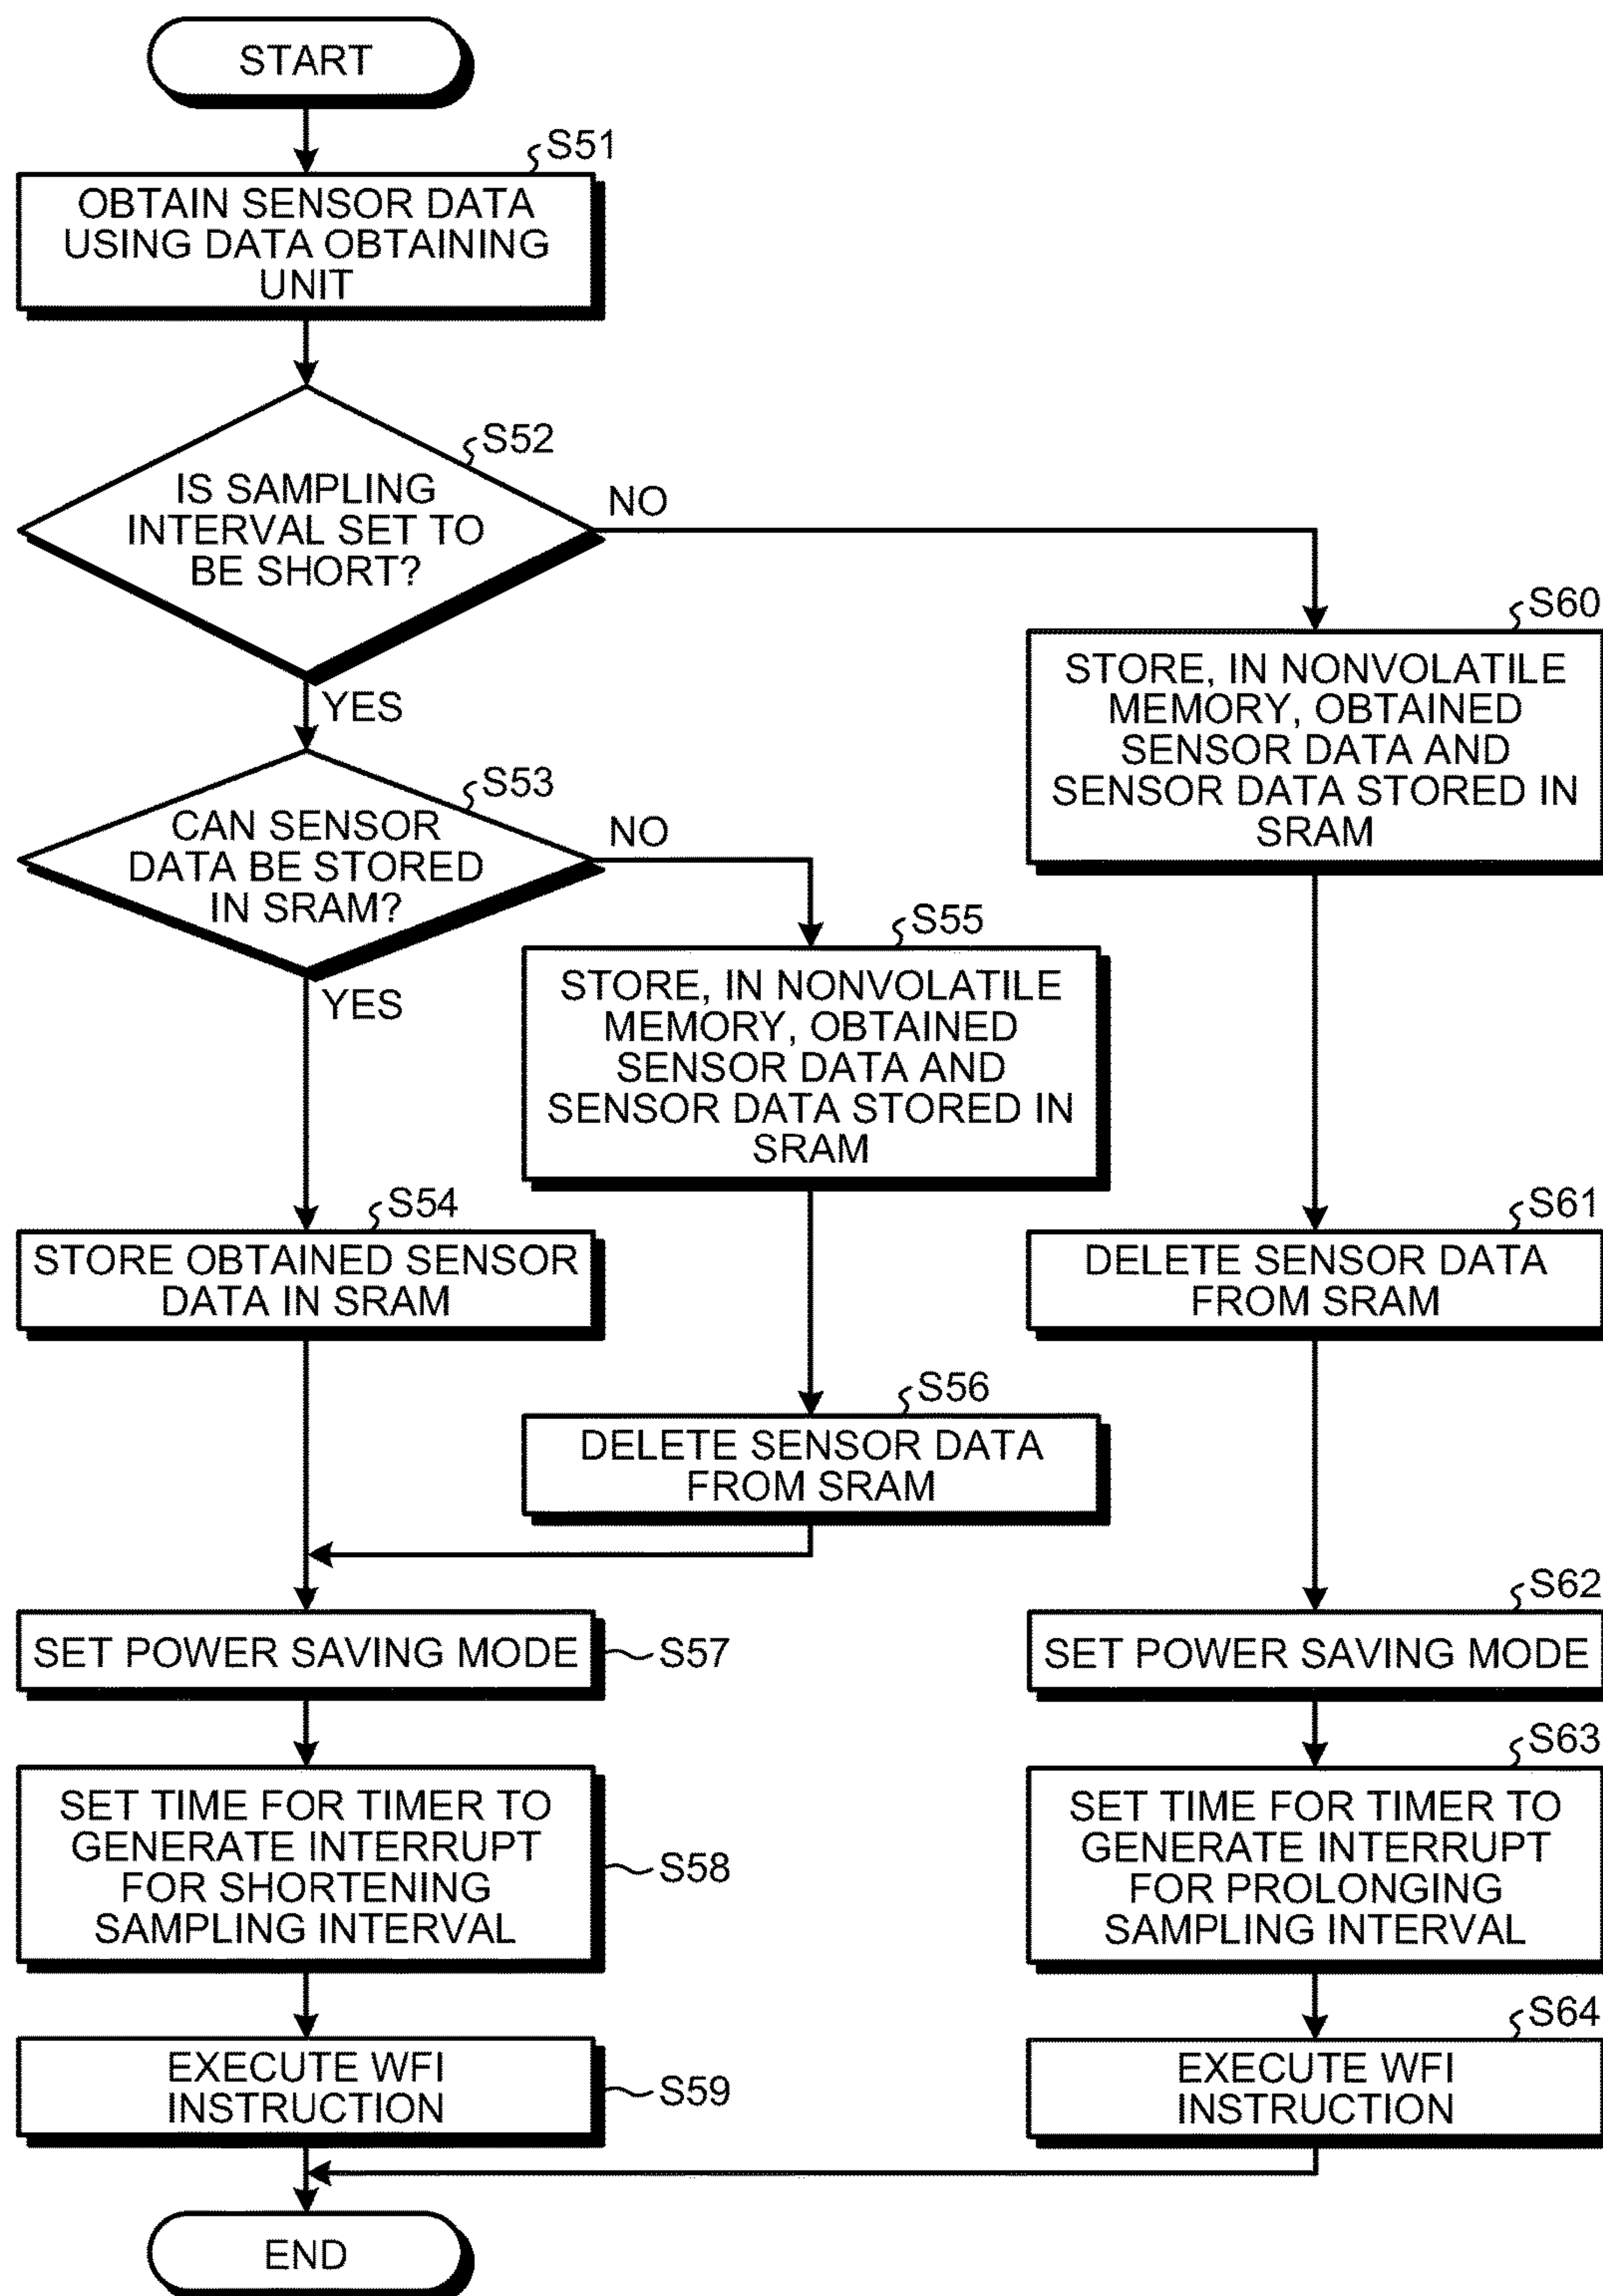 START
S51
OBTAIN SENSOR DATA
USING DATA OBTAINING
UNIT
S52
IS SAMPLING
INTERVAL SET TO
BE SHORT?
NO
YES
S60
STORE, IN NONVOLATILE
MEMORY, OBTAINED
SENSOR DATA AND
SENSOR DATA STORED IN
SRAM
S53
CAN SENSOR
DATA BE STORED
IN SRAM?
NO
YES
S55
STORE, IN NONVOLATILE
MEMORY, OBTAINED
SENSOR DATA AND
SENSOR DATA STORED IN
SRAM
S54
STORE OBTAINED SENSOR
DATA IN SRAM
S61
DELETE SENSOR DATA
FROM SRAM
S56
DELETE SENSOR DATA
FROM SRAM
SET POWER SAVING MODE
S57
S62
SET POWER SAVING MODE
SET TIME FOR TIMER TO
GENERATE INTERRUPT
FOR SHORTENING
SAMPLING INTERVAL
S58
S63
SET TIME FOR TIMER TO
GENERATE INTERRUPT
FOR PROLONGING
SAMPLING INTERVAL
EXECUTE WFI
INSTRUCTION
S59
S64
EXECUTE WFI
INSTRUCTION
END